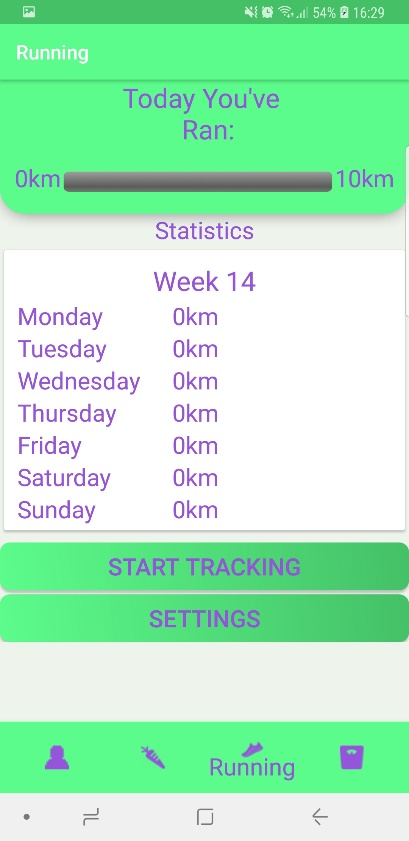 54% 16:29
Running
Today You've
Ran:
0km 10km
Statistics
Week 14
Monday 0km
Tuesday 0km
Wednesday 0km
Thursday 0km
Friday 0km
Saturday 0km
Sunday 0km
START TRACKING
SETTINGS
Running